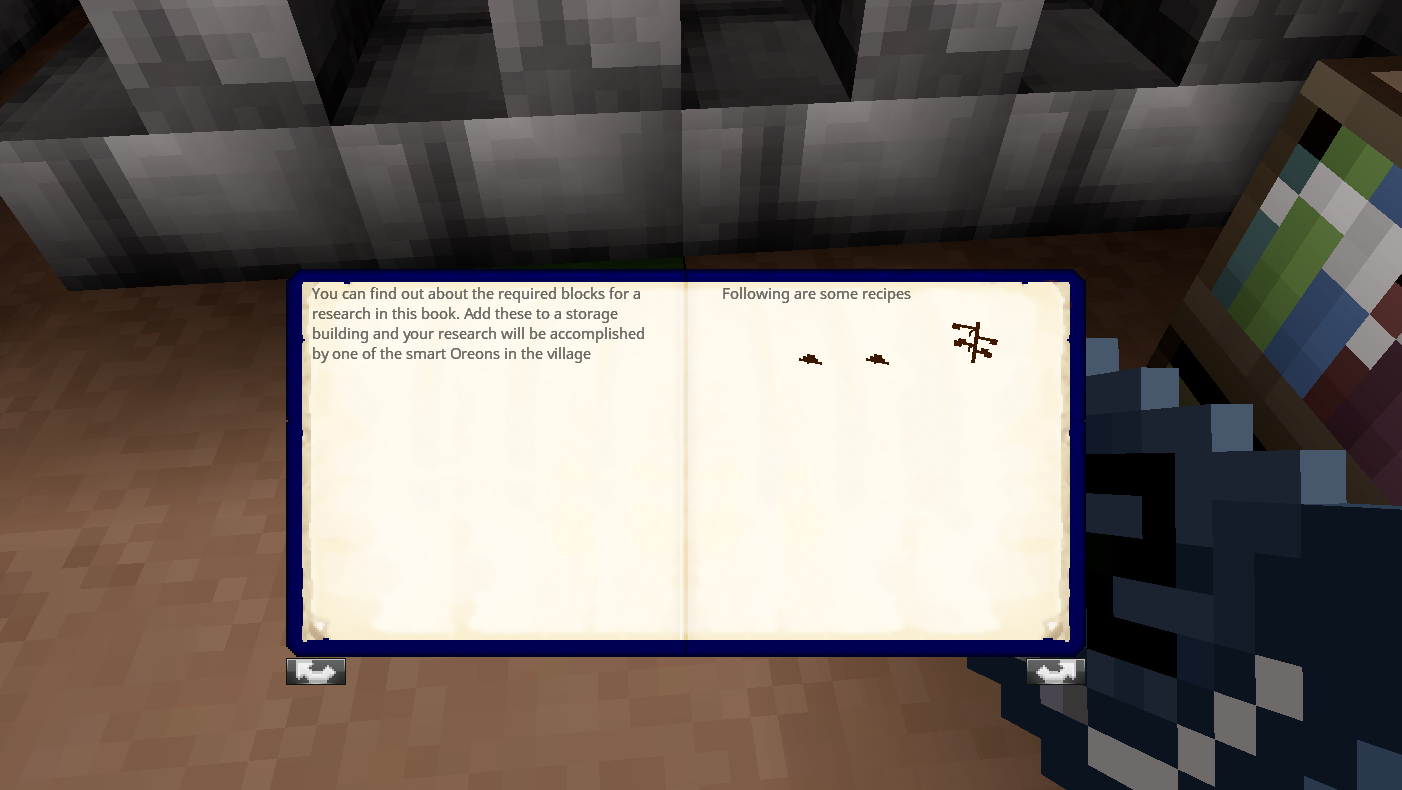 You can find out about the required blocks for a
research in this book. Add these to a storage
building and your research will be accomplished
by one of the smart Oreons in the village
Following are some recipes